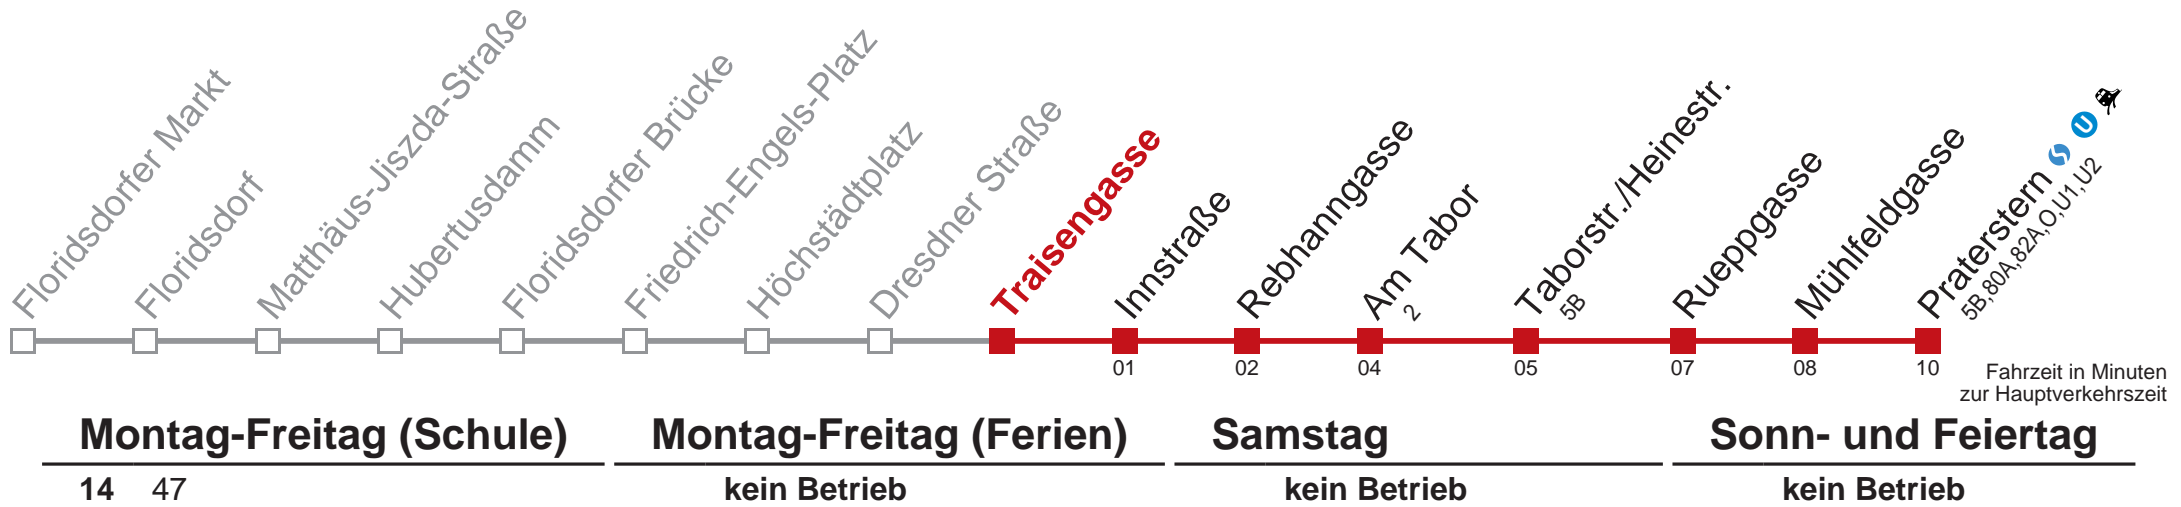 Floridsdorfer Markt
Floridsdorf
Matthäus-Jiszda-Straße
Hubertusdamm
Floridsdorfer Brücke
Friedrich-Engels-Platz
Höchstädtplatz
Dresdner Straße
Traisengasse
Innstraße
Rebhanngasse
Am Tabor
2
Taborstr./Heinestr.
5B
Rueppgasse
Mühlfeldgasse
Praterstern S U
5B,80A,82A,O,U1,U2
01 02 04 05 07 08 10
Fahrzeit in Minuten
zur Hauptverkehrszeit
Montag-Freitag (Schule) Montag-Freitag (Ferien) Samstag Sonn- und Feiertag
14 47 kein Betrieb kein Betrieb kein Betrieb